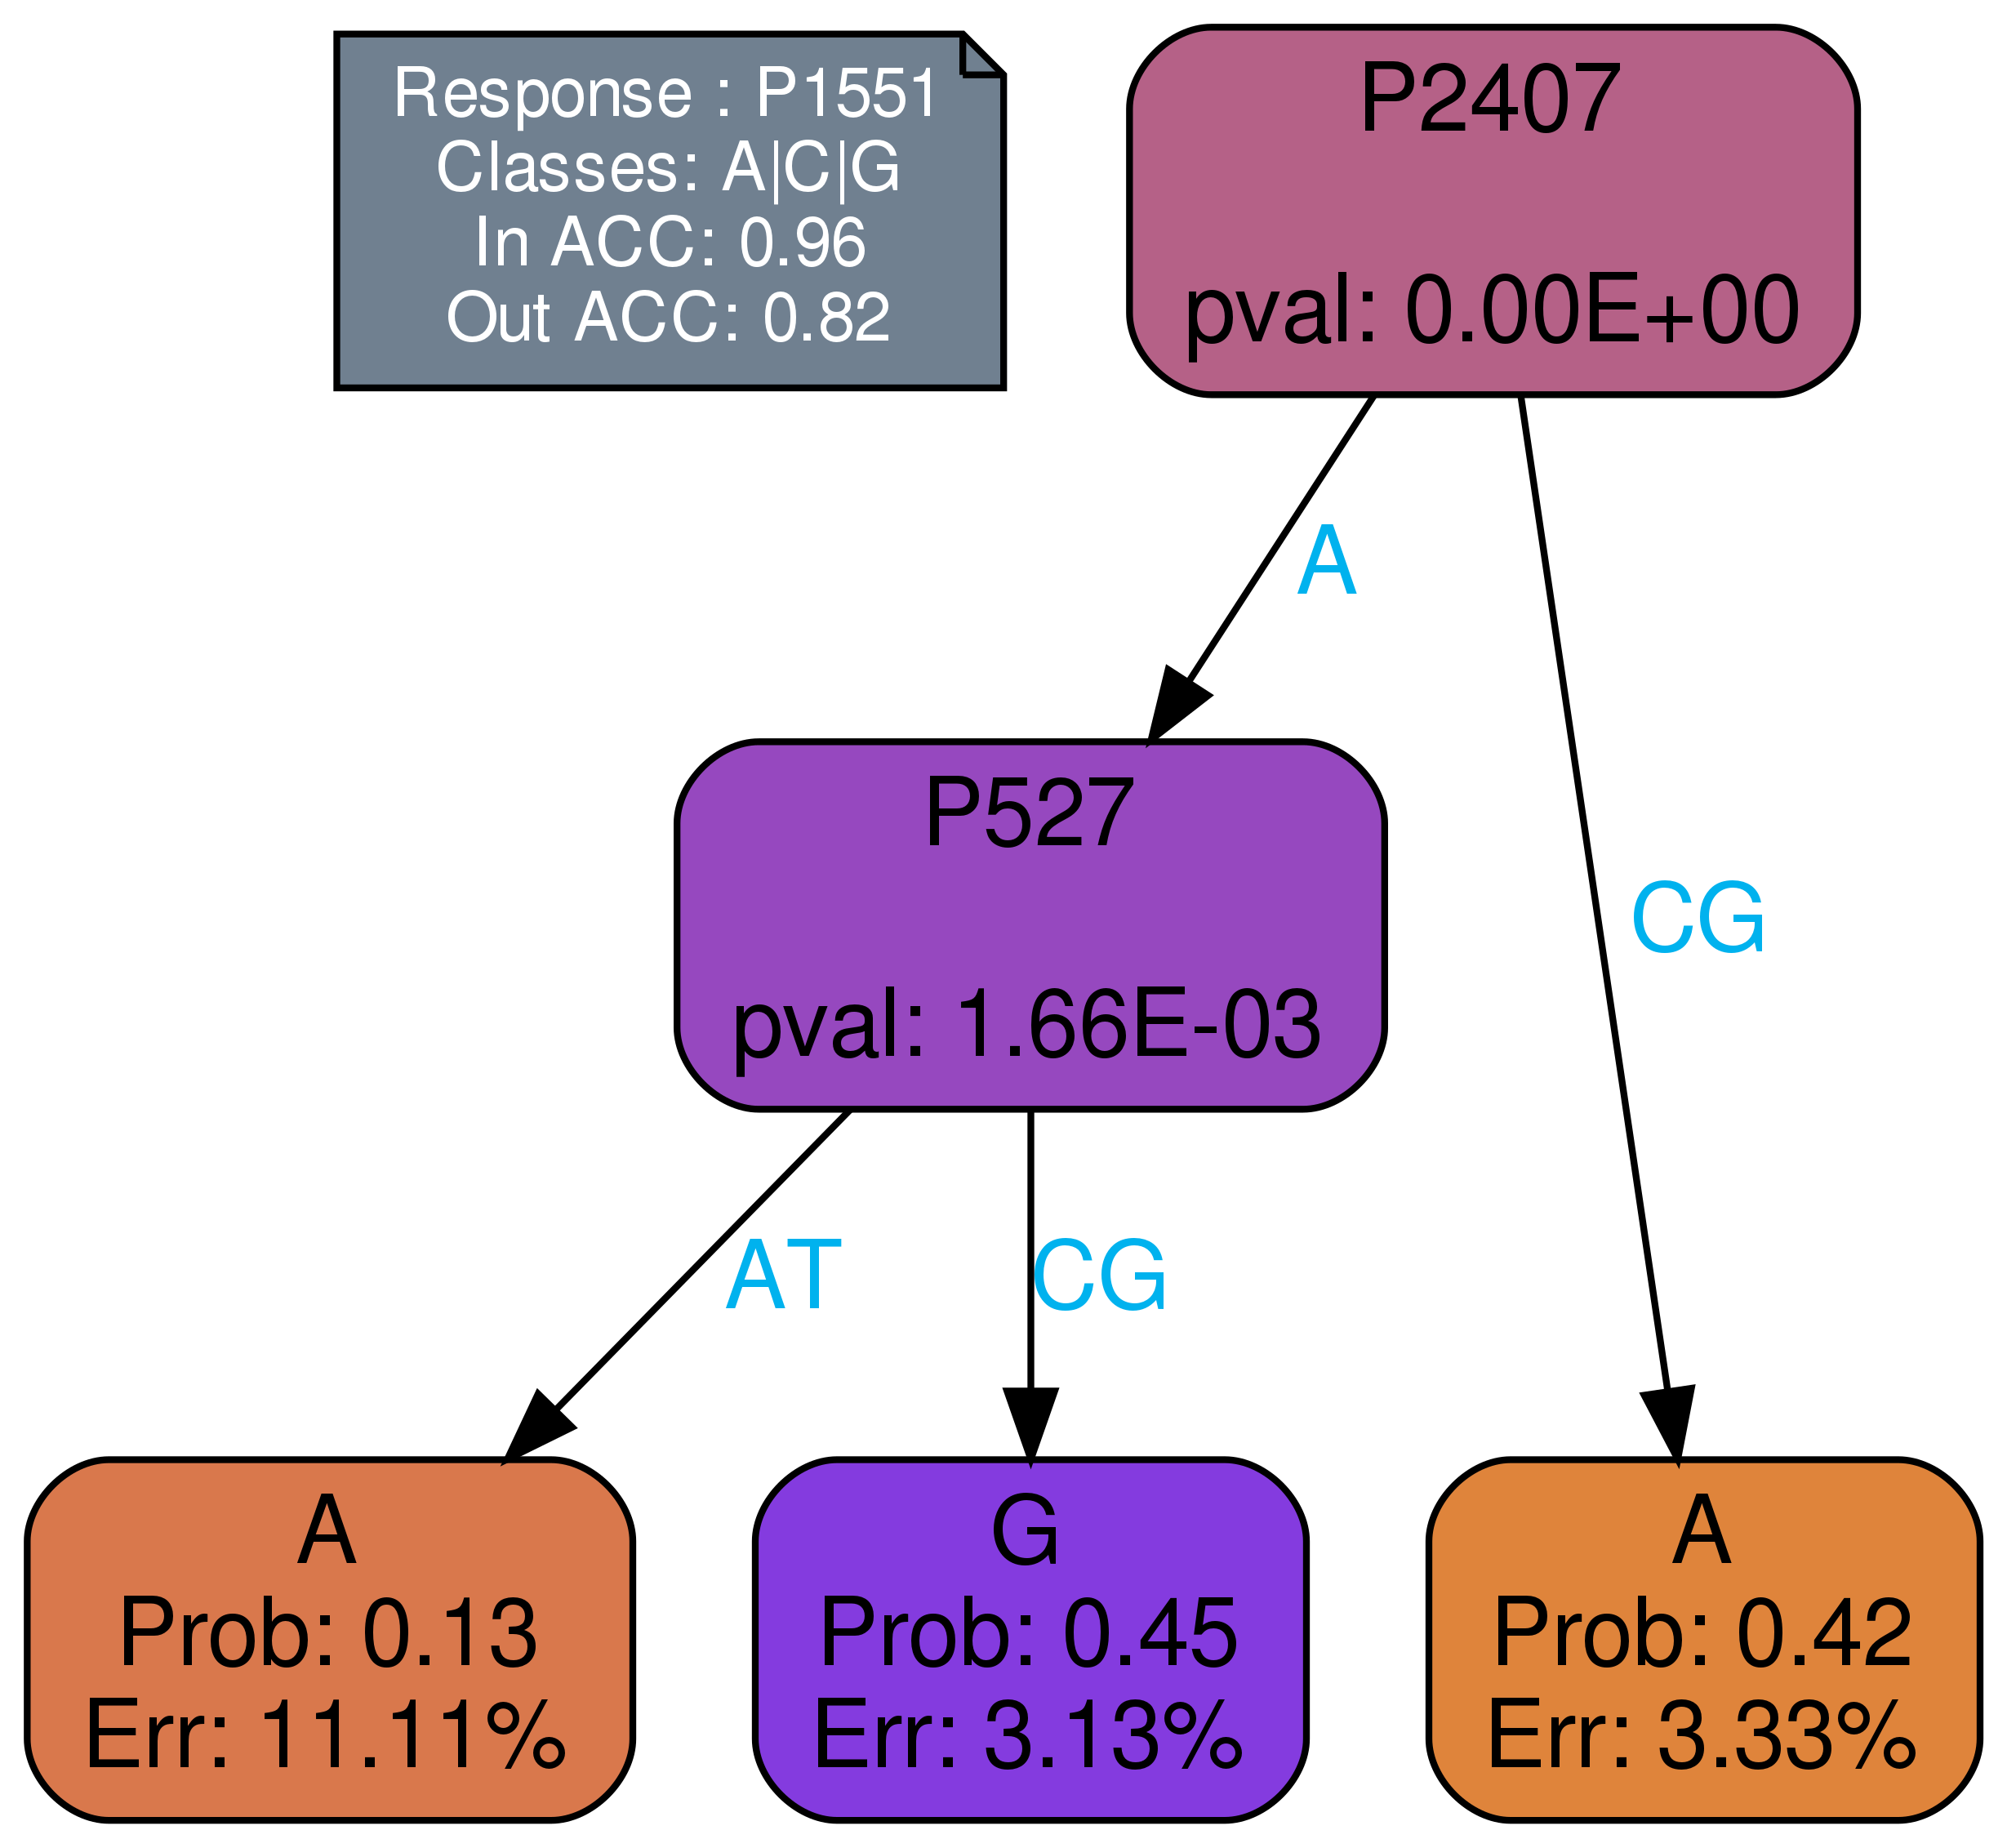 Response : P1551
Classes: A|C|G
In ACC: 0.96
Out ACC: 0.82
P2407
pval: 0.00E+00
A
CG
P527
pval: 1.66E-03
AT
CG
A
Prob: 0.13
Err: 11.11%
G
Prob: 0.45
Err: 3.13%
A
Prob: 0.42
Err: 3.33%